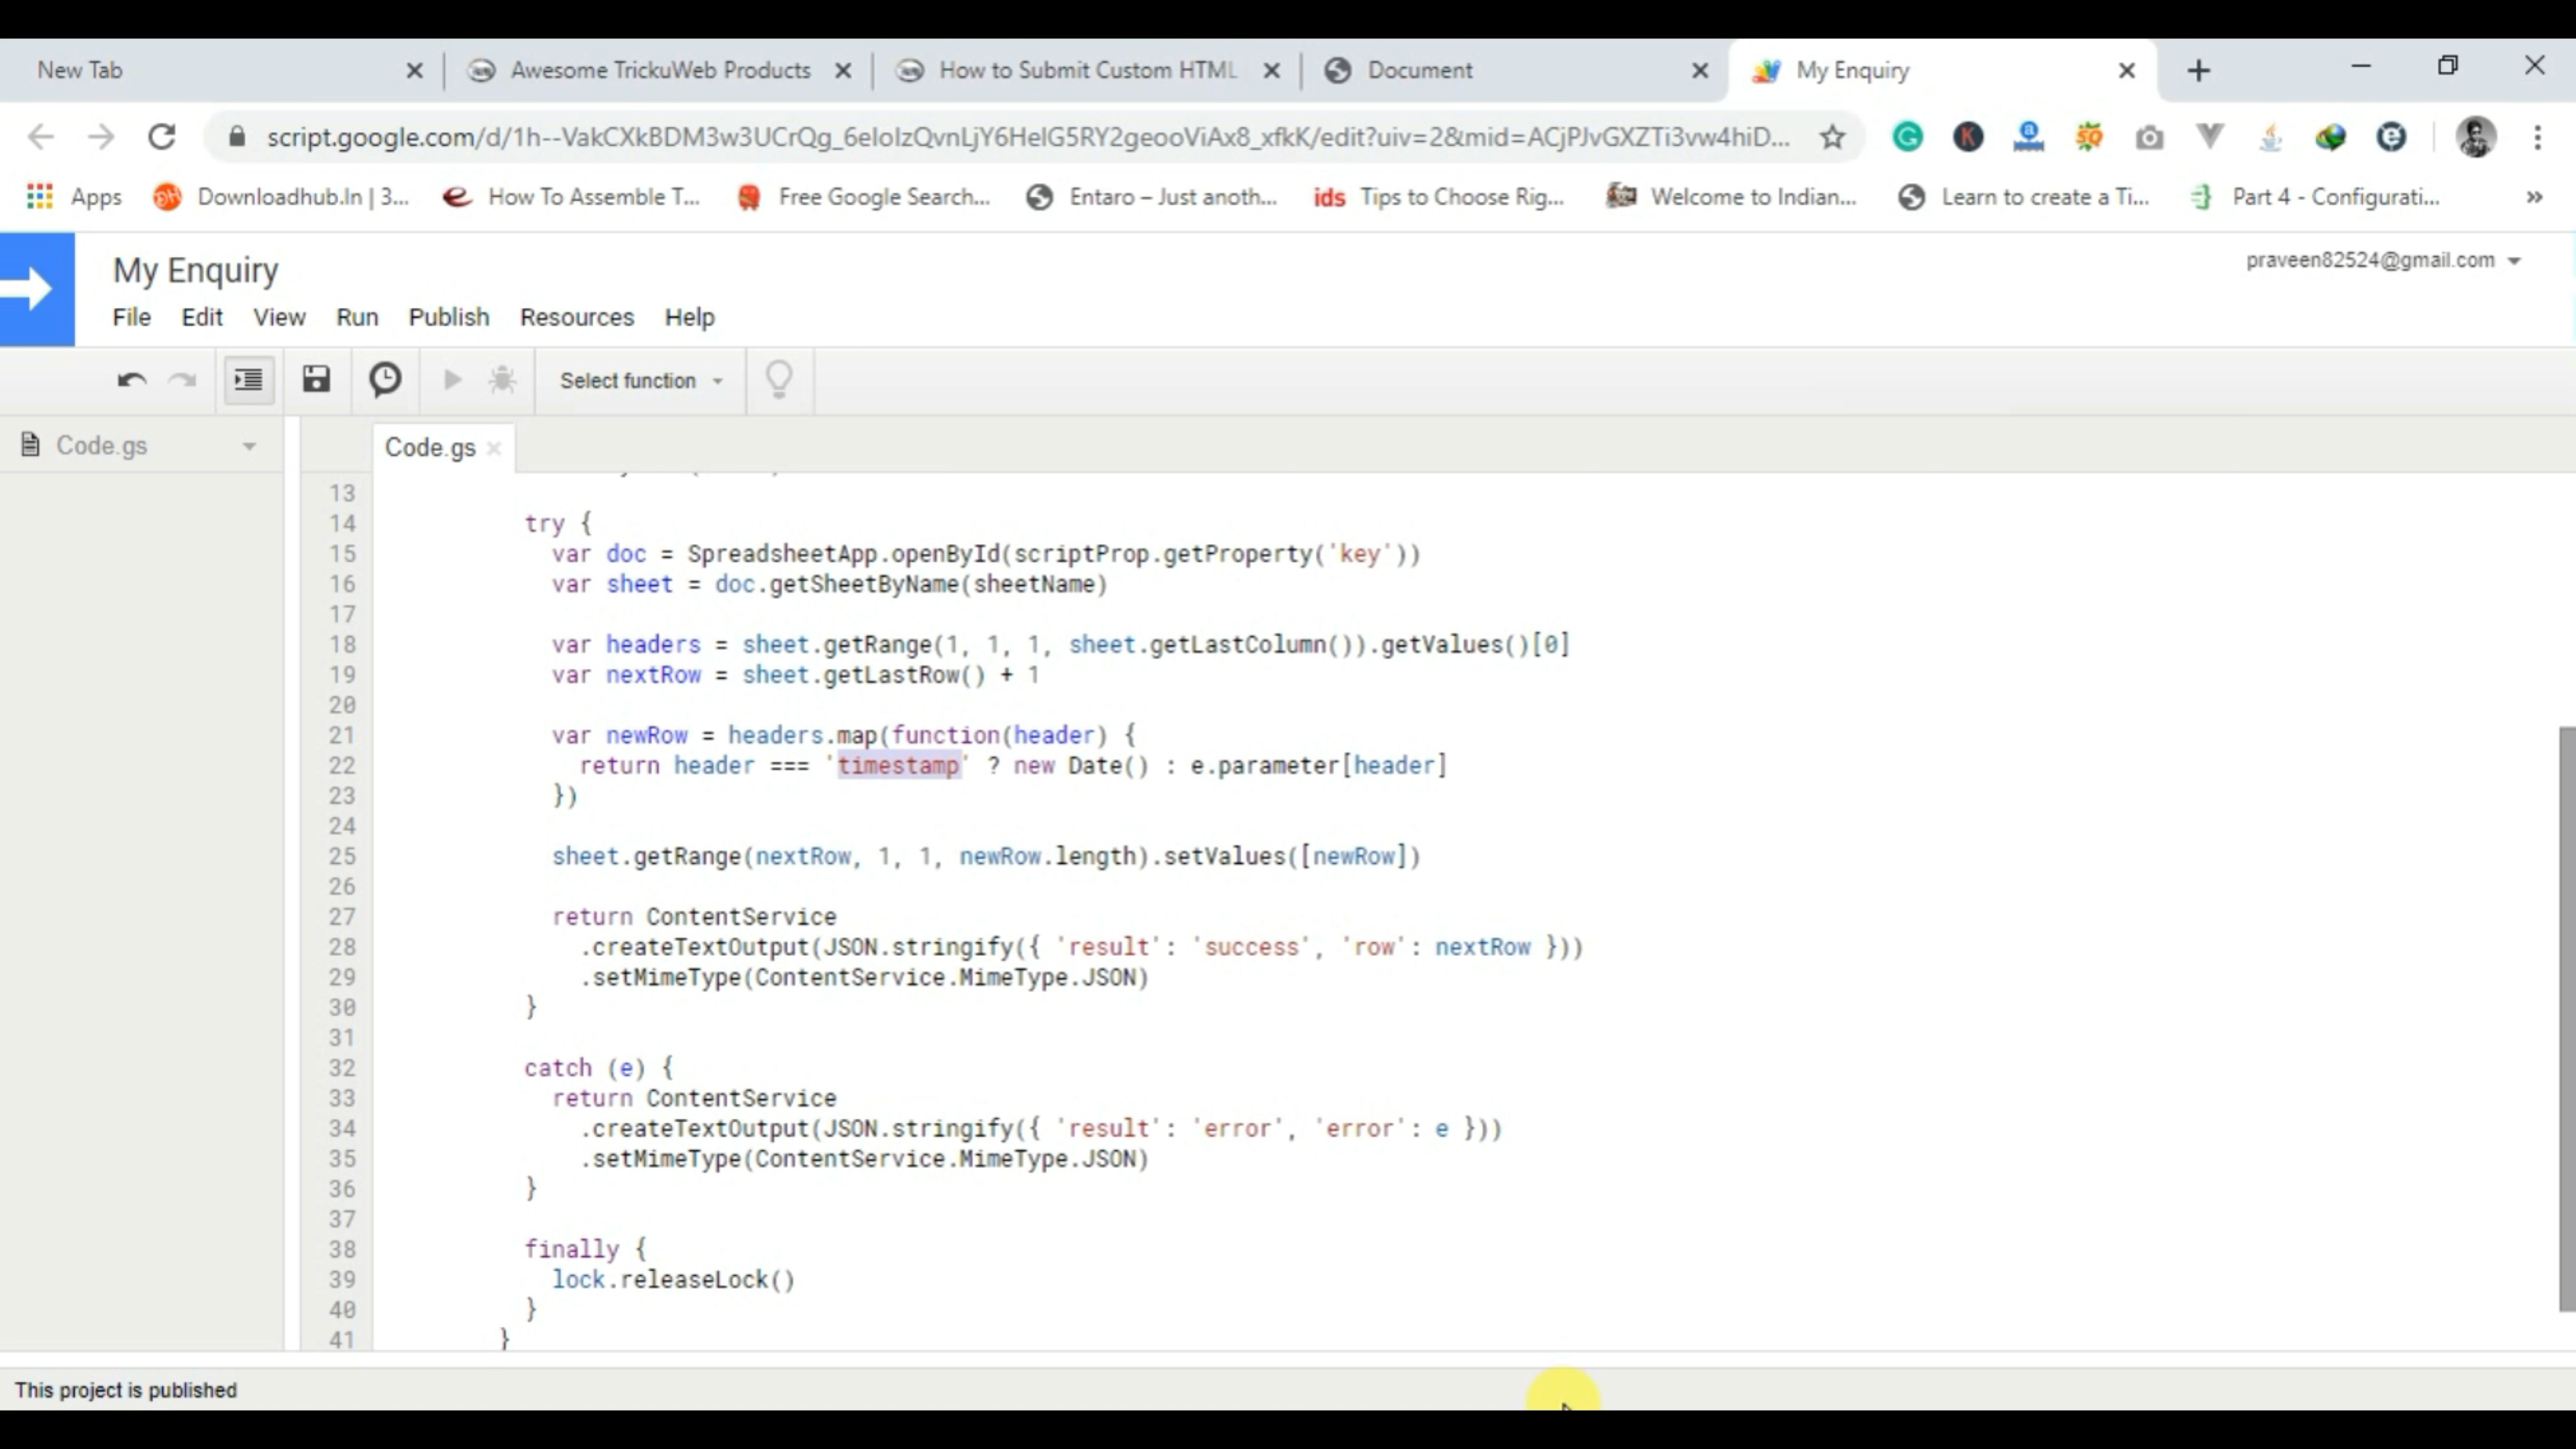 New Tab
Awesome TrickuWeb Products
How to Submit Custom HTML
Document
My Enquiry
script.google.com/d/1h--VakCXkBDM3w3UCrQg_6eIoIzQvnLjY6HeIG5RY2geooViAx8_xfkK/edit?uiv=2&mid=ACjPJvGXZTi3vw4hiD...
Apps
Downloadhub.In | 3...
How To Assemble T...
Free Google Search...
Entaro – Just anoth...
ids Tips to Choose Rig...
Welcome to Indian...
Learn to create a Ti...
Part 4 - Configurati...
»
My Enquiry
praveen82524@gmail.com
File Edit View Run Publish Resources Help
Select function
Code.gs
Code.gs
13
14 try {
15 var doc = SpreadsheetApp.openById(scriptProp.getProperty('key'))
16 var sheet = doc.getSheetByName(sheetName)
17
18 var headers = sheet.getRange(1, 1, 1, sheet.getLastColumn()).getValues()[0]
19 var nextRow = sheet.getLastRow() + 1
20
21 var newRow = headers.map(function(header) {
22 return header === 'timestamp' ? new Date() : e.parameter[header]
23 })
24
25 sheet.getRange(nextRow, 1, 1, newRow.length).setValues([newRow])
26
27 return ContentService
28 .createTextOutput(JSON.stringify({ 'result': 'success', 'row': nextRow }))
29 .setMimeType(ContentService.MimeType.JSON)
30 }
31
32 catch (e) {
33 return ContentService
34 .createTextOutput(JSON.stringify({ 'result': 'error', 'error': e }))
35 .setMimeType(ContentService.MimeType.JSON)
36 }
37
38 finally {
39 lock.releaseLock()
40 }
41 }
This project is published